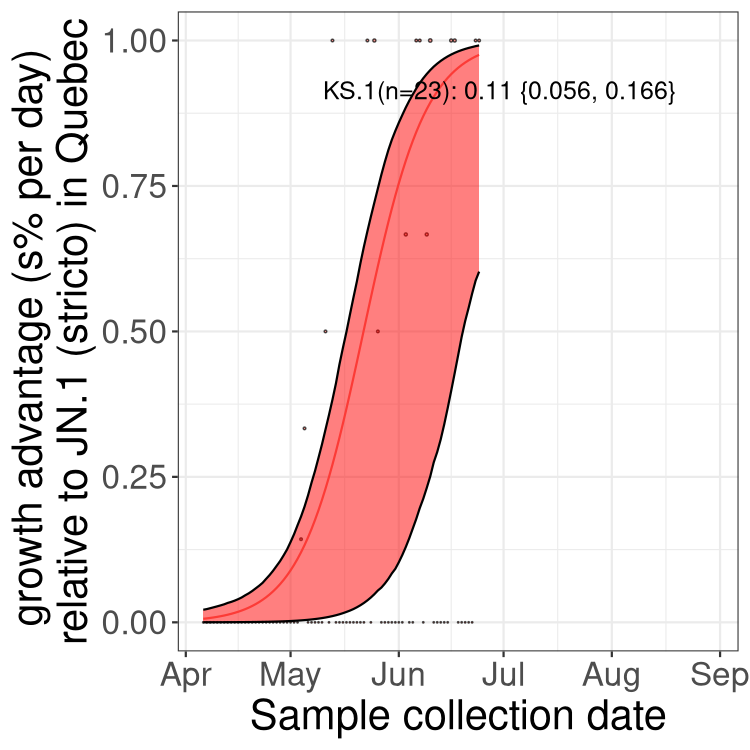 growth advantage (s% per day)
relative to JN.1 (stricto) in Quebec
1.00
0.75
0.50
0.25
0.00
KS.1(n=23): 0.11 {0.056, 0.166}
Apr May Jun Jul Aug Sep
Sample collection date